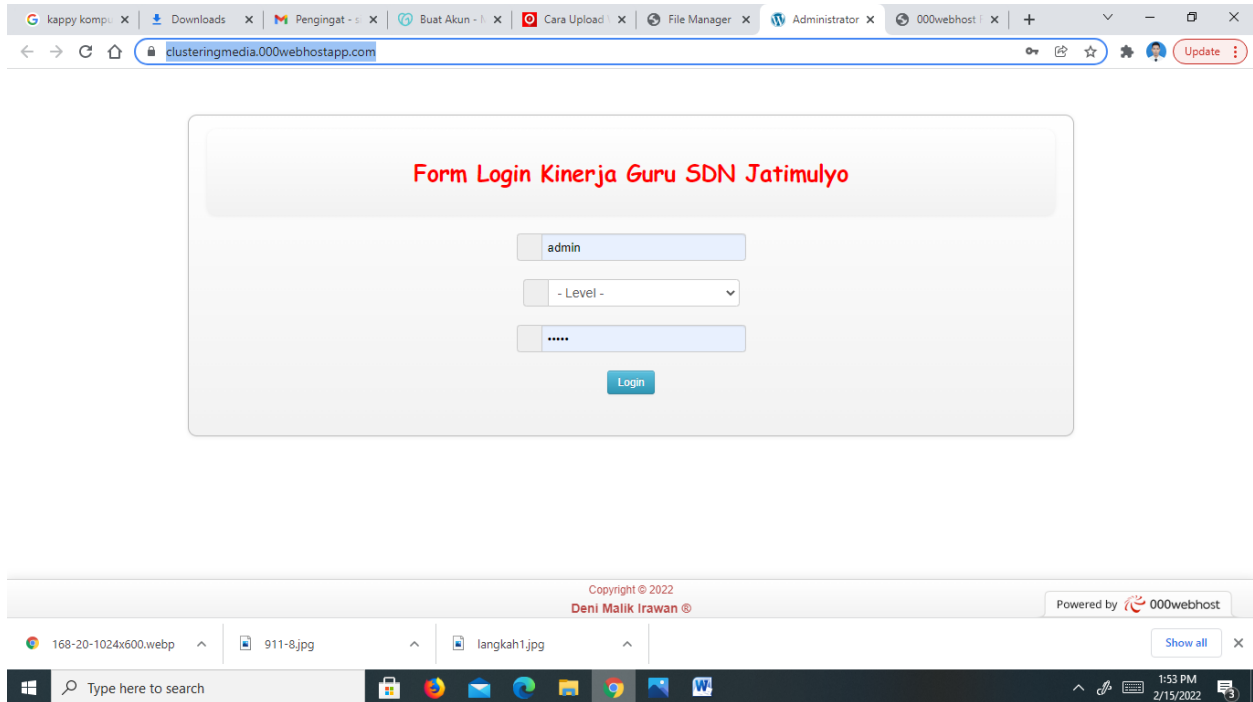 kappy kompu
Downloads
Pengingat - s
Buat Akun -
Cara Upload
File Manager
Administrator
000webhost
clusteringmedia.000webhostapp.com
Update
Form Login Kinerja Guru SDN Jatimulyo
admin
- Level -
•••••
Login
Copyright © 2022
Deni Malik Irawan ®
Powered by 000webhost
168-20-1024x600.webp
911-8.jpg
langkah1.jpg
Show all
Type here to search
1:53 PM
2/15/2022
3